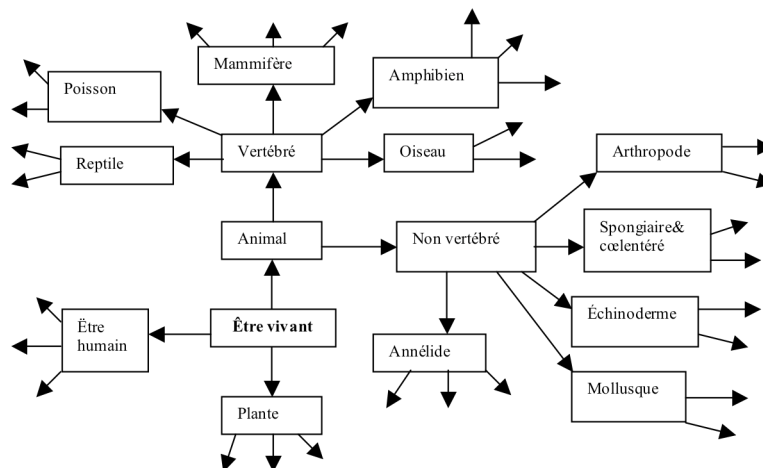 Mammifère
Amphibien
Poisson
Vertébré
Oiseau
Arthropode
Reptile
Animal
Non vertébré
Spongiaire&
cœlentéré
Ëtre
humain
Être vivant
Échinoderme
Annélide
Mollusque
Plante